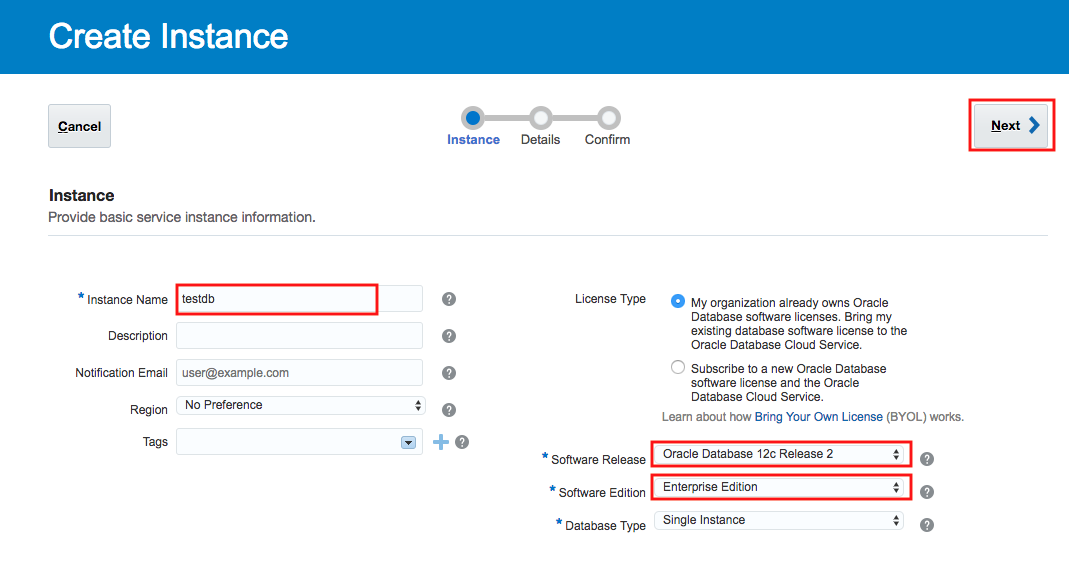 Create Instance
Cancel
Instance
Details
Confirm
Next
Instance
Provide basic service instance information.
* Instance Name
testdb
?
Description
?
Notification Email
user@example.com
?
Region
No Preference
?
Tags
?
License Type
My organization already owns Oracle
Database software licenses. Bring my
existing database software license to the
Oracle Database Cloud Service.
Subscribe to a new Oracle Database
software license and the Oracle
Database Cloud Service.
Learn about how Bring Your Own License (BYOL) works.
* Software Release
Oracle Database 12c Release 2
?
* Software Edition
Enterprise Edition
?
* Database Type
Single Instance
?